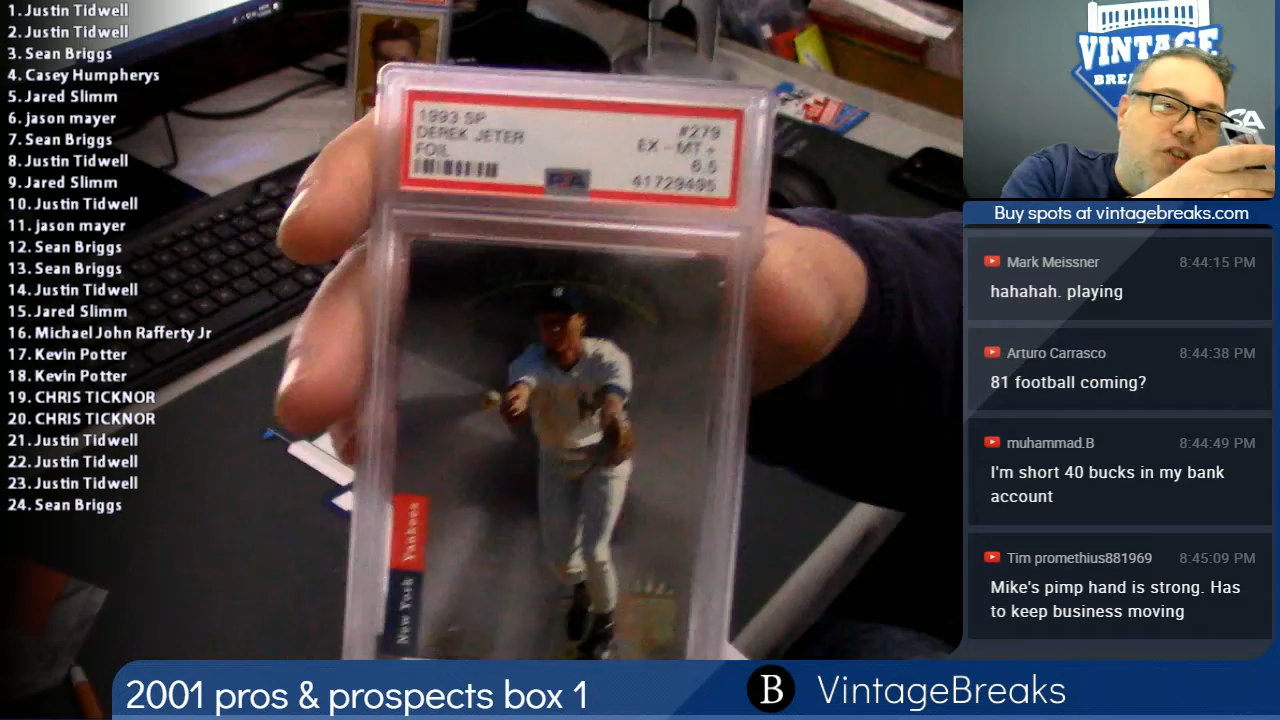 1. Justin Tidwell
2. Justin Tidwell
3. Sean Briggs
4. Casey Humpherys
5. Jared Slimm
6. jason mayer
7. Sean Briggs
8. Justin Tidwell
9. Jared Slimm
10. Justin Tidwell
11. jason mayer
12. Sean Briggs
13. Sean Briggs
14. Justin Tidwell
15. Jared Slimm
16. Michael John Rafferty Jr
17. Kevin Potter
18. Kevin Potter
19. CHRIS TICKNOR
20. CHRIS TICKNOR
21. Justin Tidwell
22. Justin Tidwell
23. Justin Tidwell
24. Sean Briggs
1993 SP #279
DEREK JETER EX - MT +
FOIL 6.5
PSA 41729495
New York Yankees
VINTAGE
Buy spots at vintagebreaks.com
Mark Meissner 8:44:15 PM
hahahah. playing
Arturo Carrasco 8:44:38 PM
81 football coming?
muhammad.B 8:44:49 PM
I'm short 40 bucks in my bank
account
Tim promethius881969 8:45:09 PM
Mike's pimp hand is strong. Has
to keep business moving
2001 pros & prospects box 1
B VintageBreaks